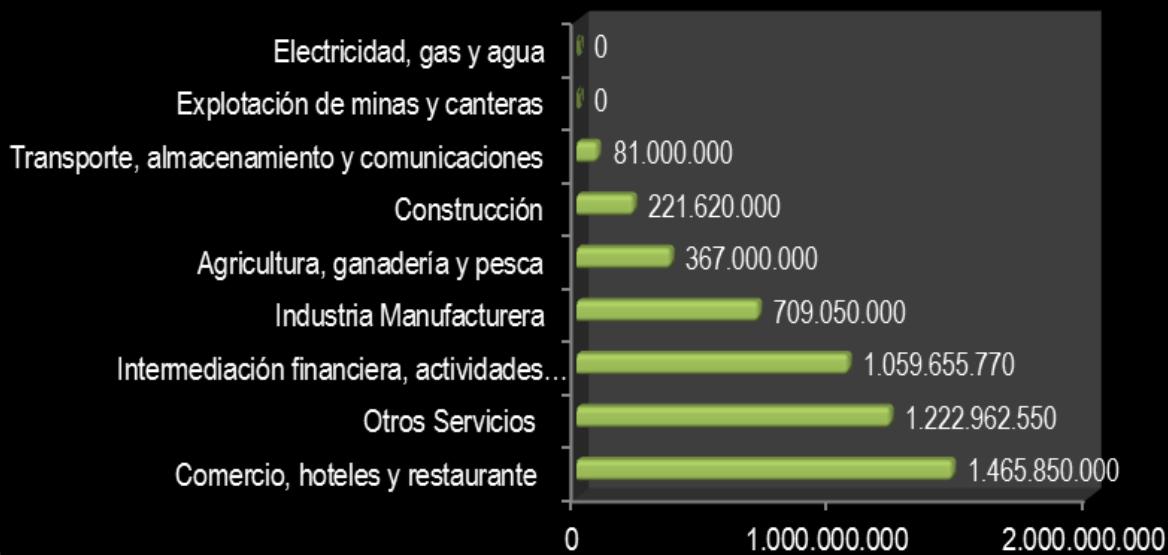 Electricidad, gas y agua 0
Explotación de minas y canteras 0
Transporte, almacenamiento y comunicaciones 81.000.000
Construcción 221.620.000
Agricultura, ganadería y pesca 367.000.000
Industria Manufacturera 709.050.000
Intermediación financiera, actividades... 1.059.655.770
Otros Servicios 1.222.962.550
Comercio, hoteles y restaurante 1.465.850.000
0 1.000.000.000 2.000.000.000